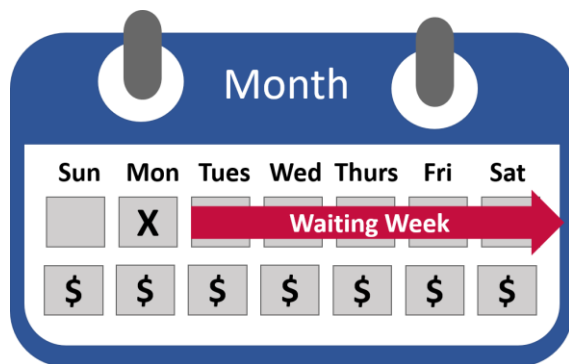 Month
Sun Mon Tues Wed Thurs Fri Sat
X Waiting Week
$ $ $ $ $ $ $